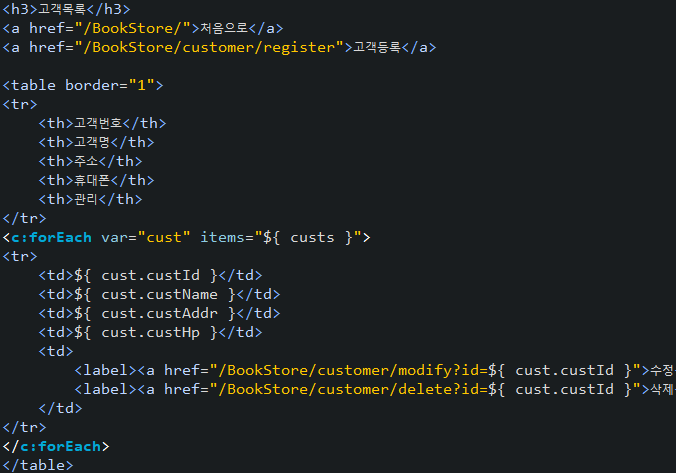 <h3>고객목록</h3>
<a href="/BookStore/">처음으로</a>
<a href="/BookStore/customer/register">고객등록</a>

<table border="1">
<tr>
    <th>고객번호</th>
    <th>고객명</th>
    <th>주소</th>
    <th>휴대폰</th>
    <th>관리</th>
</tr>
<c:forEach var="cust" items="${ custs }">
<tr>
    <td>${ cust.custId }</td>
    <td>${ cust.custName }</td>
    <td>${ cust.custAddr }</td>
    <td>${ cust.custHp }</td>
    <td>
        <label><a href="/BookStore/customer/modify?id=${ cust.custId }">수정
        <label><a href="/BookStore/customer/delete?id=${ cust.custId }">삭제
    </td>
</tr>
</c:forEach>
</table>